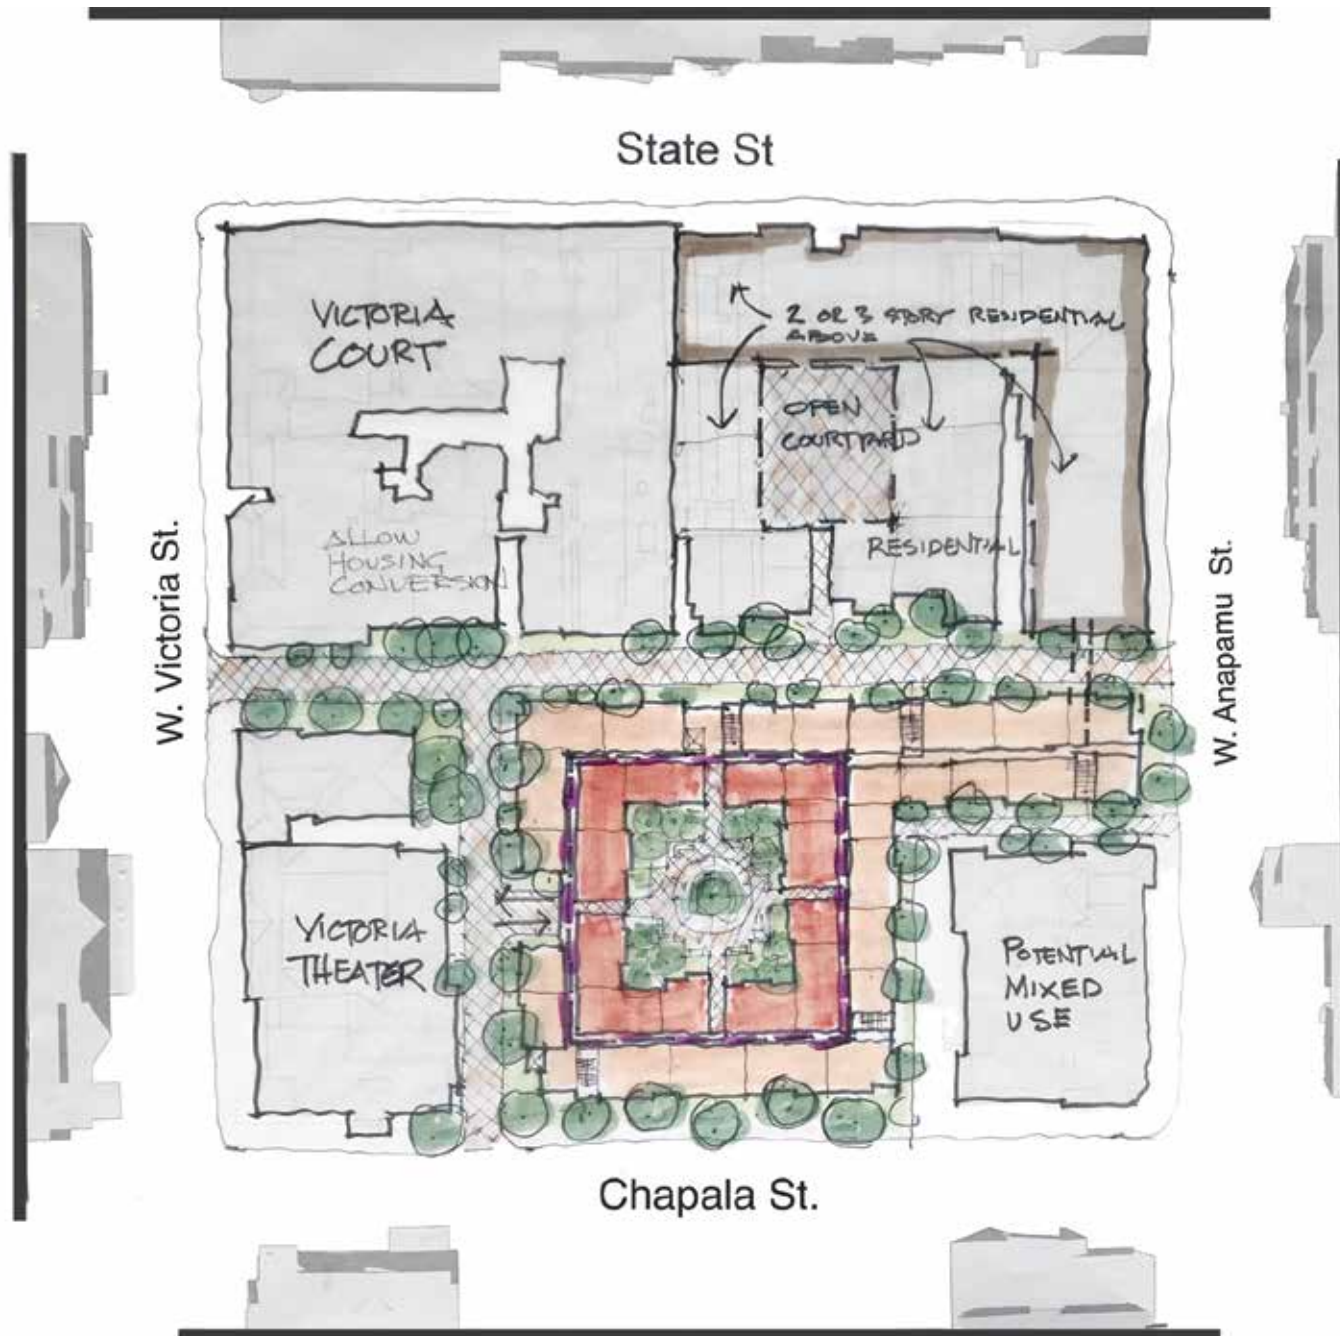 State St
VICTORIA
COURT
2 OR 3 STORY RESIDENTIAL
ABOVE
OPEN
COURTYARD
ALLOW
HOUSING
CONVERSION
RESIDENTIAL
W. Victoria St.
W. Anapamu St.
VICTORIA
THEATER
POTENTIAL
MIXED
USE
Chapala St.